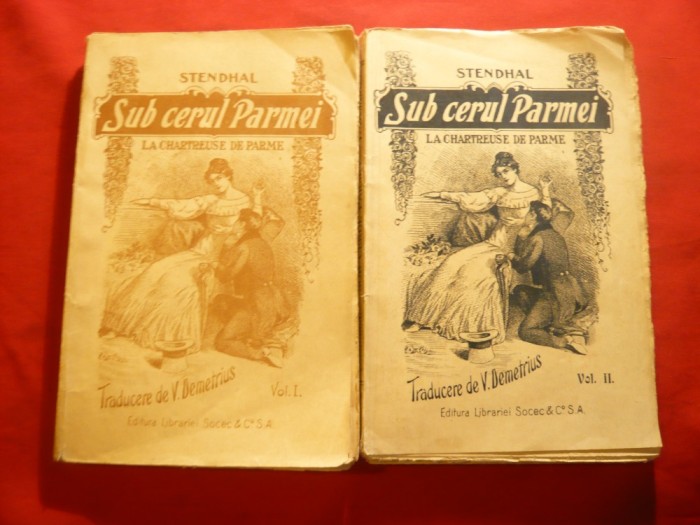 STENDHAL
Sub cerul Parmei
LA CHARTREUSE DE PARME
Traducere de V. Demetrius
Vol. I.
Editura Librariei Socec & Cº S.A.
STENDHAL
Sub cerul Parmei
LA CHARTREUSE DE PARME
Traducere de V. Demetrius
Vol. II.
Editura Librariei Socec & Cº S.A.